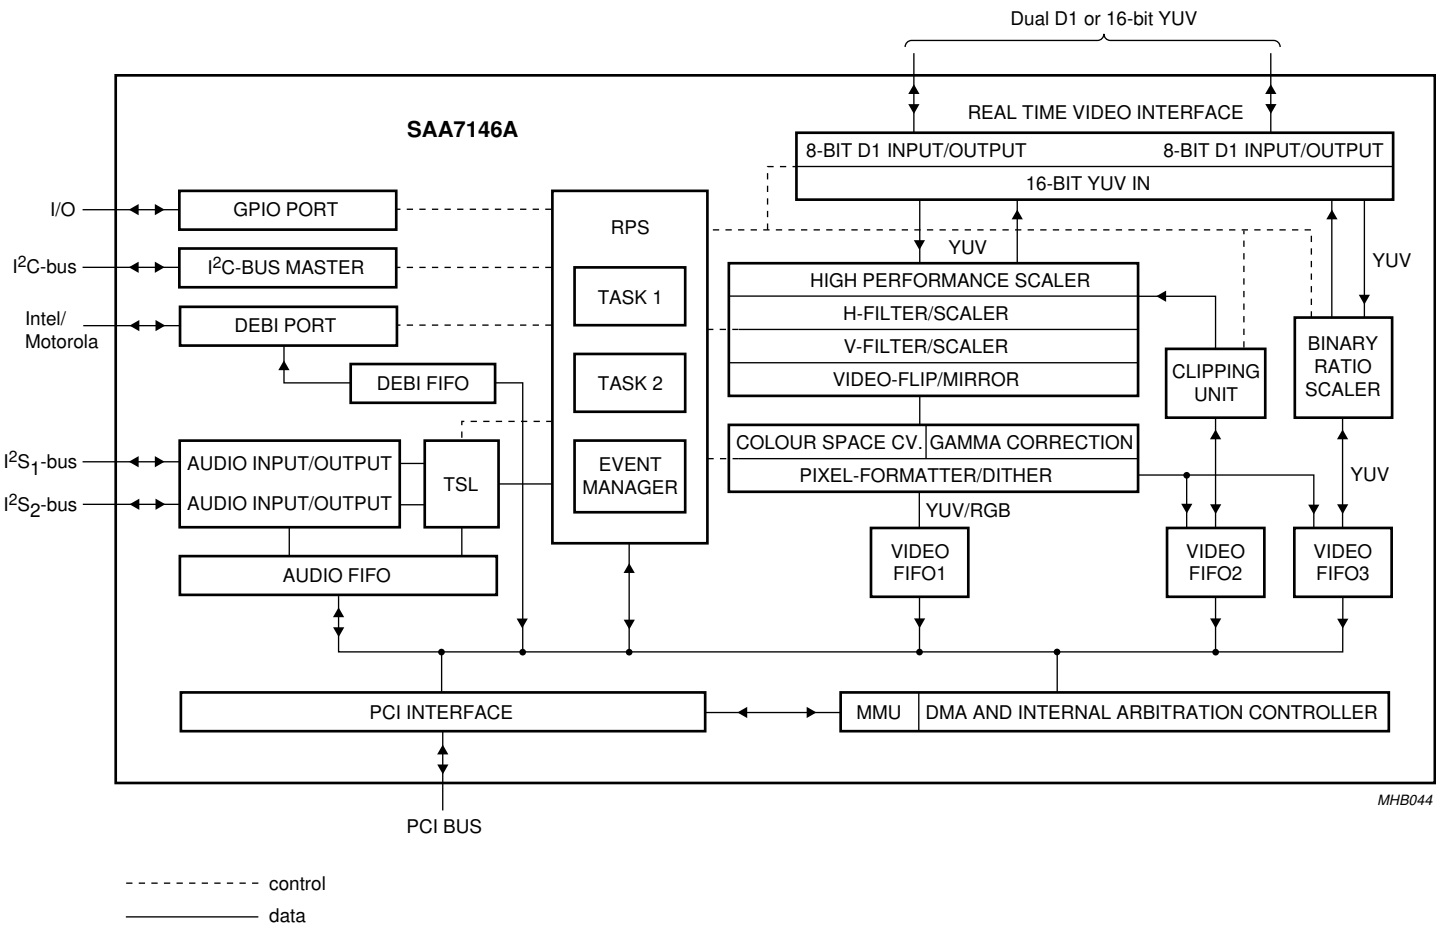 Dual D1 or 16-bit YUV
REAL TIME VIDEO INTERFACE
SAA7146A
8-BIT D1 INPUT/OUTPUT
8-BIT D1 INPUT/OUTPUT
16-BIT YUV IN
I/O
GPIO PORT
RPS
YUV
YUV
I²C-bus
I²C-BUS MASTER
HIGH PERFORMANCE SCALER
TASK 1
H-FILTER/SCALER
Intel/
Motorola
DEBI PORT
V-FILTER/SCALER
BINARY
RATIO
SCALER
CLIPPING
UNIT
DEBI FIFO
TASK 2
VIDEO-FLIP/MIRROR
COLOUR SPACE CV.
GAMMA CORRECTION
I²S₁-bus
AUDIO INPUT/OUTPUT
TSL
EVENT
MANAGER
PIXEL-FORMATTER/DITHER
YUV
I²S₂-bus
AUDIO INPUT/OUTPUT
YUV/RGB
VIDEO
FIFO1
VIDEO
FIFO2
VIDEO
FIFO3
AUDIO FIFO
PCI INTERFACE
MMU
DMA AND INTERNAL ARBITRATION CONTROLLER
MHB044
PCI BUS
control
data